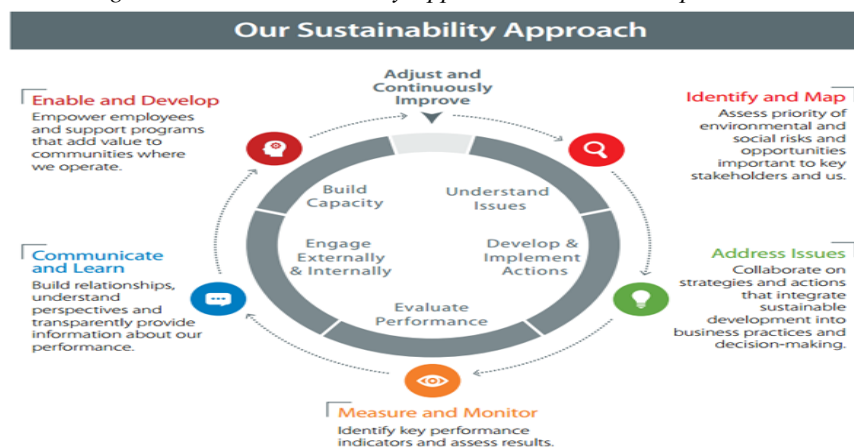 Our Sustainability Approach
Adjust and
Continuously
Improve
Identify and Map
Assess priority of
environmental and
social risks and
opportunities
important to key
stakeholders and us.
Address Issues
Collaborate on
strategies and actions
that integrate
sustainable
development into
business practices and
decision-making.
Measure and Monitor
Identify key performance
indicators and assess results.
Communicate
and Learn
Build relationships,
understand
perspectives and
transparently provide
information about our
performance.
Enable and Develop
Empower employees
and support programs
that add value to
communities where
we operate.
Understand
Issues
Develop &
Implement
Actions
Evaluate
Performance
Engage
Externally
& Internally
Build
Capacity